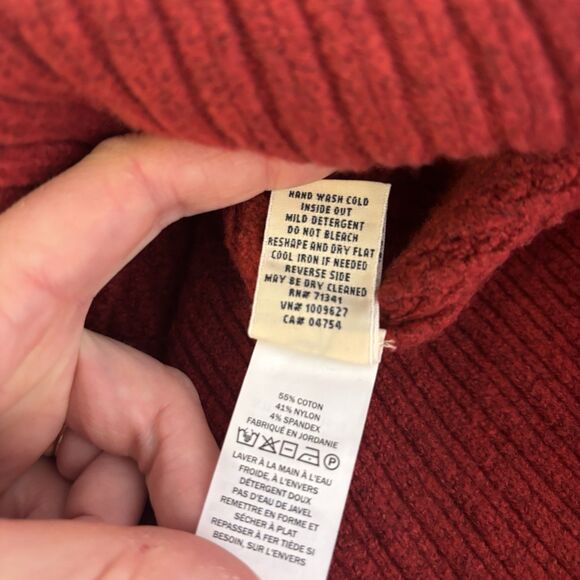 HAND WASH COLD
INSIDE OUT
MILD DETERGENT
DO NOT BLEACH
RESHAPE AND DRY FLAT
COOL IRON IF NEEDED
REVERSE SIDE
MAY BE DRY CLEANED
RN# 71341
VN# 1009627
CA# 04754
55% COTON
41% NYLON
4% SPANDEX
FABRIQUÉ EN JORDANIE
P
LAVER À LA MAIN À L'EAU
FROIDE, À L'ENVERS
DÉTERGENT DOUX
PAS D'EAU DE JAVEL
REMETTRE EN FORME ET
SÉCHER À PLAT
REPASSER À FER TIÈDE SI
BESOIN, SUR L'ENVERS